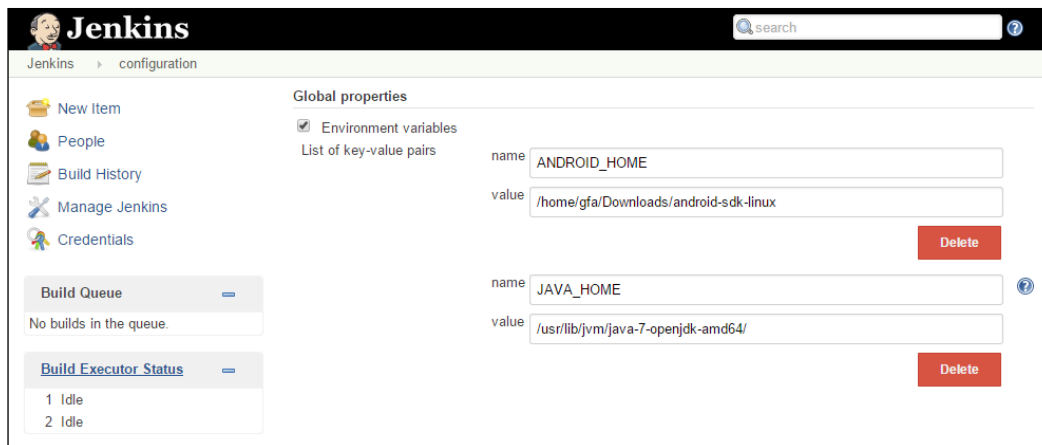 Jenkins
search
Jenkins configuration
New Item
People
Build History
Manage Jenkins
Credentials
Build Queue
No builds in the queue.
Build Executor Status
1 Idle
2 Idle
Global properties
Environment variables
List of key-value pairs
name ANDROID_HOME
value /home/gfa/Downloads/android-sdk-linux
Delete
name JAVA_HOME
value /usr/lib/jvm/java-7-openjdk-amd64/
Delete